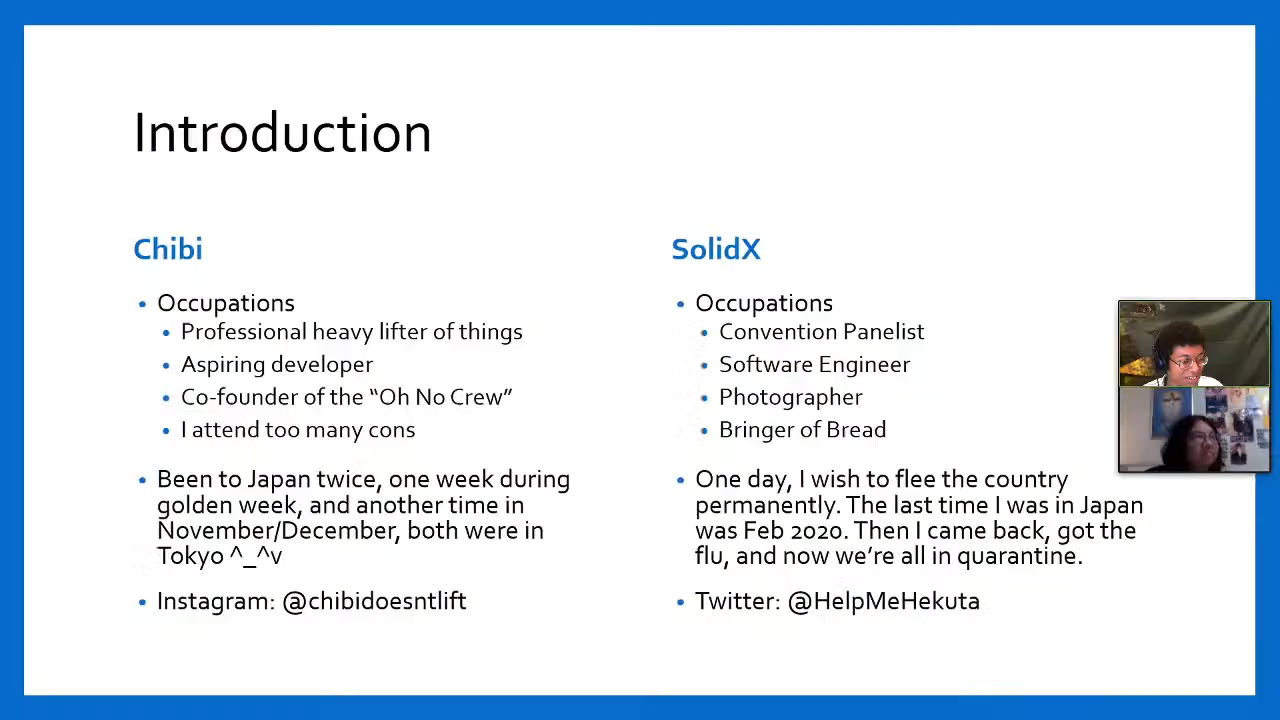 Introduction
Chibi
• Occupations
• Professional heavy lifter of things
• Aspiring developer
• Co-founder of the “Oh No Crew”
• I attend too many cons
• Been to Japan twice, one week during
golden week, and another time in
November/December, both were in
Tokyo ^_^v
• Instagram: @chibidoesntlift
SolidX
• Occupations
• Convention Panelist
• Software Engineer
• Photographer
• Bringer of Bread
• One day, I wish to flee the country
permanently. The last time I was in Japan
was Feb 2020. Then I came back, got the
flu, and now we’re all in quarantine.
• Twitter: @HelpMeHekuta